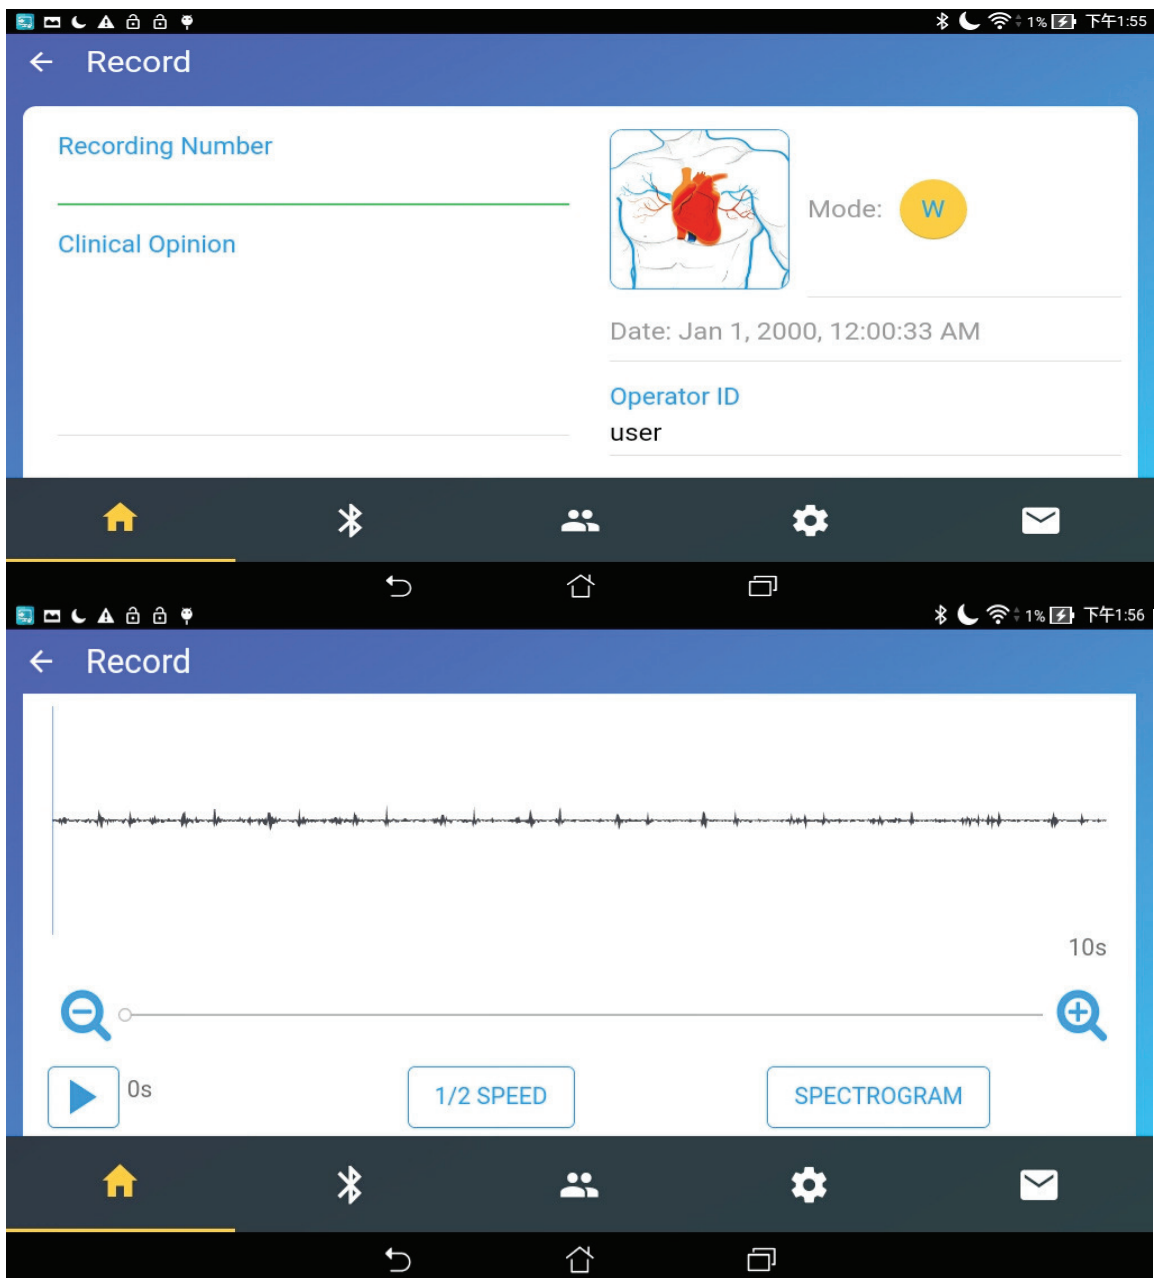 1% 下午1:55
Record
Recording Number
Clinical Opinion
Mode: W
Date: Jan 1, 2000, 12:00:33 AM
Operator ID
user
1% 下午1:56
Record
10s
0s
1/2 SPEED
SPECTROGRAM